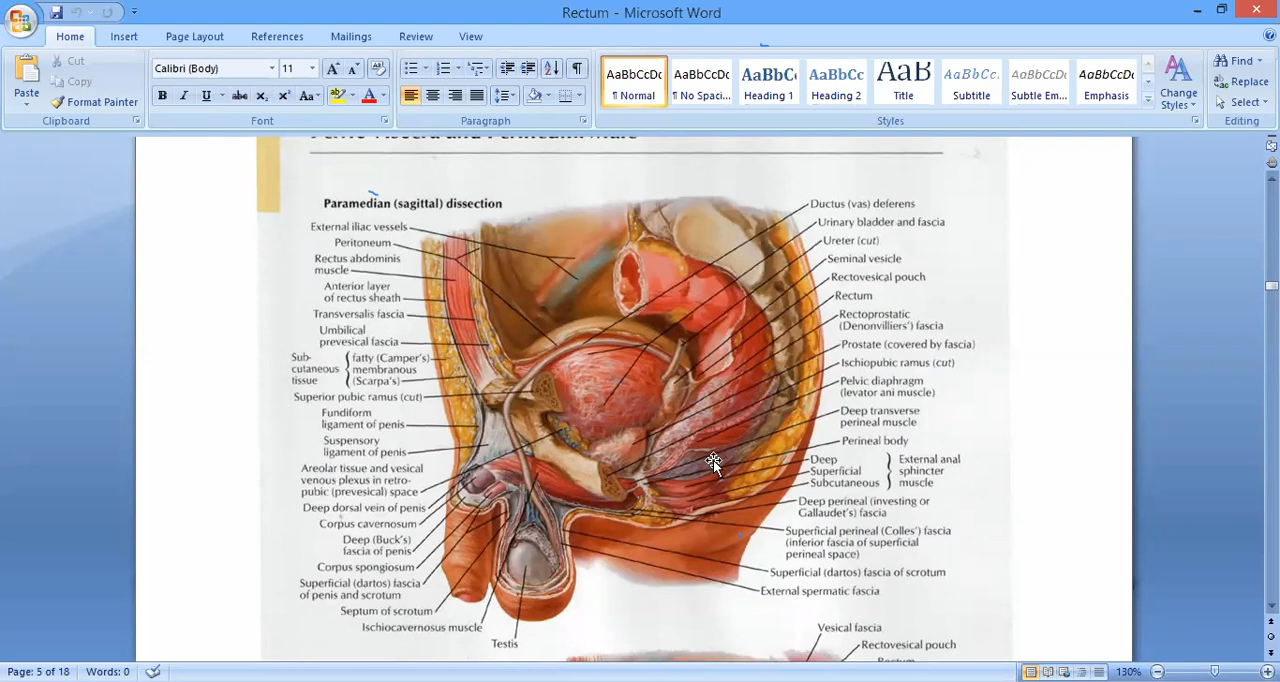 Rectum - Microsoft Word
Home Insert Page Layout References Mailings Review View
Paste
Cut
Copy
Format Painter
Clipboard
Calibri (Body) 11
Font
Paragraph
AaBbCcDc AaBbCcDc AaBbC AaBbCc AaB AaBbCc. AaBbCcDc AaBbCcDc
¶ Normal ¶ No Spaci... Heading 1 Heading 2 Title Subtitle Subtle Em... Emphasis
Styles
Change
Styles
Find
Replace
Select
Editing
Paramedian (sagittal) dissection
External iliac vessels
Peritoneum
Rectus abdominis
muscle
Anterior layer
of rectus sheath
Transversalis fascia
Umbilical
prevesical fascia
Sub-
cutaneous
tissue
fatty (Camper's)
membranous
(Scarpa's)
Superior pubic ramus (cut)
Fundiform
ligament of penis
Suspensory
ligament of penis
Areolar tissue and vesical
venous plexus in retro-
pubic (prevesical) space
Deep dorsal vein of penis
Corpus cavernosum
Deep (Buck's)
fascia of penis
Corpus spongiosum
Superficial (dartos) fascia
of penis and scrotum
Septum of scrotum
Ischiocavernosus muscle
Testis
Ductus (vas) deferens
Urinary bladder and fascia
Ureter (cut)
Seminal vesicle
Rectovesical pouch
Rectum
Rectoprostatic
(Denonvilliers') fascia
Prostate (covered by fascia)
Ischiopubic ramus (cut)
Pelvic diaphragm
(levator ani muscle)
Deep transverse
perineal muscle
Perineal body
Deep
Superficial
Subcutaneous
External anal
sphincter
muscle
Deep perineal (investing or
Gallaudet's) fascia
Superficial perineal (Colles') fascia
(inferior fascia of superficial
perineal space)
Superficial (dartos) fascia of scrotum
External spermatic fascia
Vesical fascia
Rectovesical pouch
Page: 5 of 18 Words: 0 130%